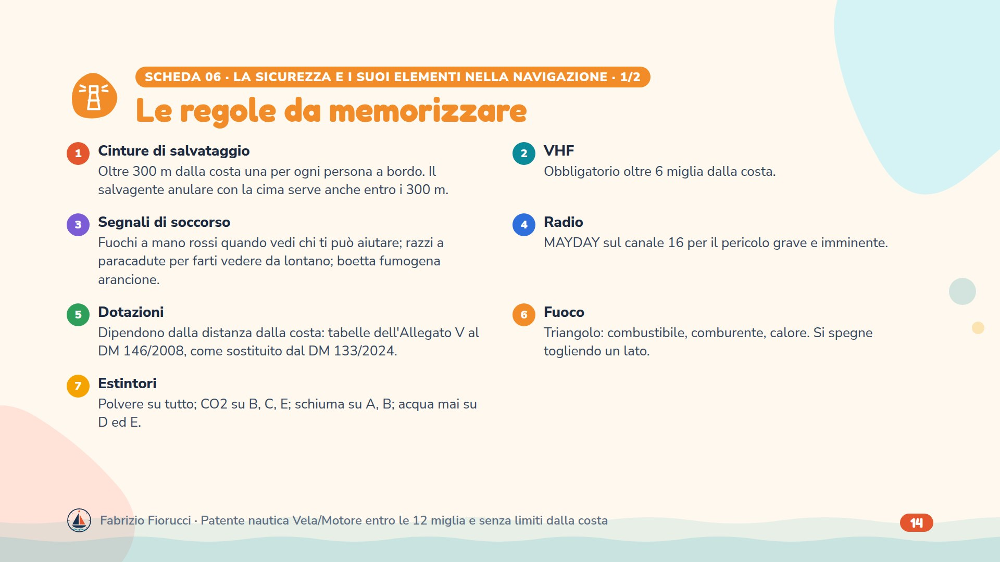 SCHEDA 06 · LA SICUREZZA E I SUOI ELEMENTI NELLA NAVIGAZIONE · 1/2
Le regole da memorizzare
1
Cinture di salvataggio
Oltre 300 m dalla costa una per ogni persona a bordo. Il
salvagente anulare con la cima serve anche entro i 300 m.
2
VHF
Obbligatorio oltre 6 miglia dalla costa.
3
Segnali di soccorso
Fuochi a mano rossi quando vedi chi ti può aiutare; razzi a
paracadute per farti vedere da lontano; boetta fumogena
arancione.
4
Radio
MAYDAY sul canale 16 per il pericolo grave e imminente.
5
Dotazioni
Dipendono dalla distanza dalla costa: tabelle dell'Allegato V al
DM 146/2008, come sostituito dal DM 133/2024.
6
Fuoco
Triangolo: combustibile, comburente, calore. Si spegne
togliendo un lato.
7
Estintori
Polvere su tutto; CO2 su B, C, E; schiuma su A, B; acqua mai su
D ed E.
Fabrizio Fiorucci · Patente nautica Vela/Motore entro le 12 miglia e senza limiti dalla costa
14